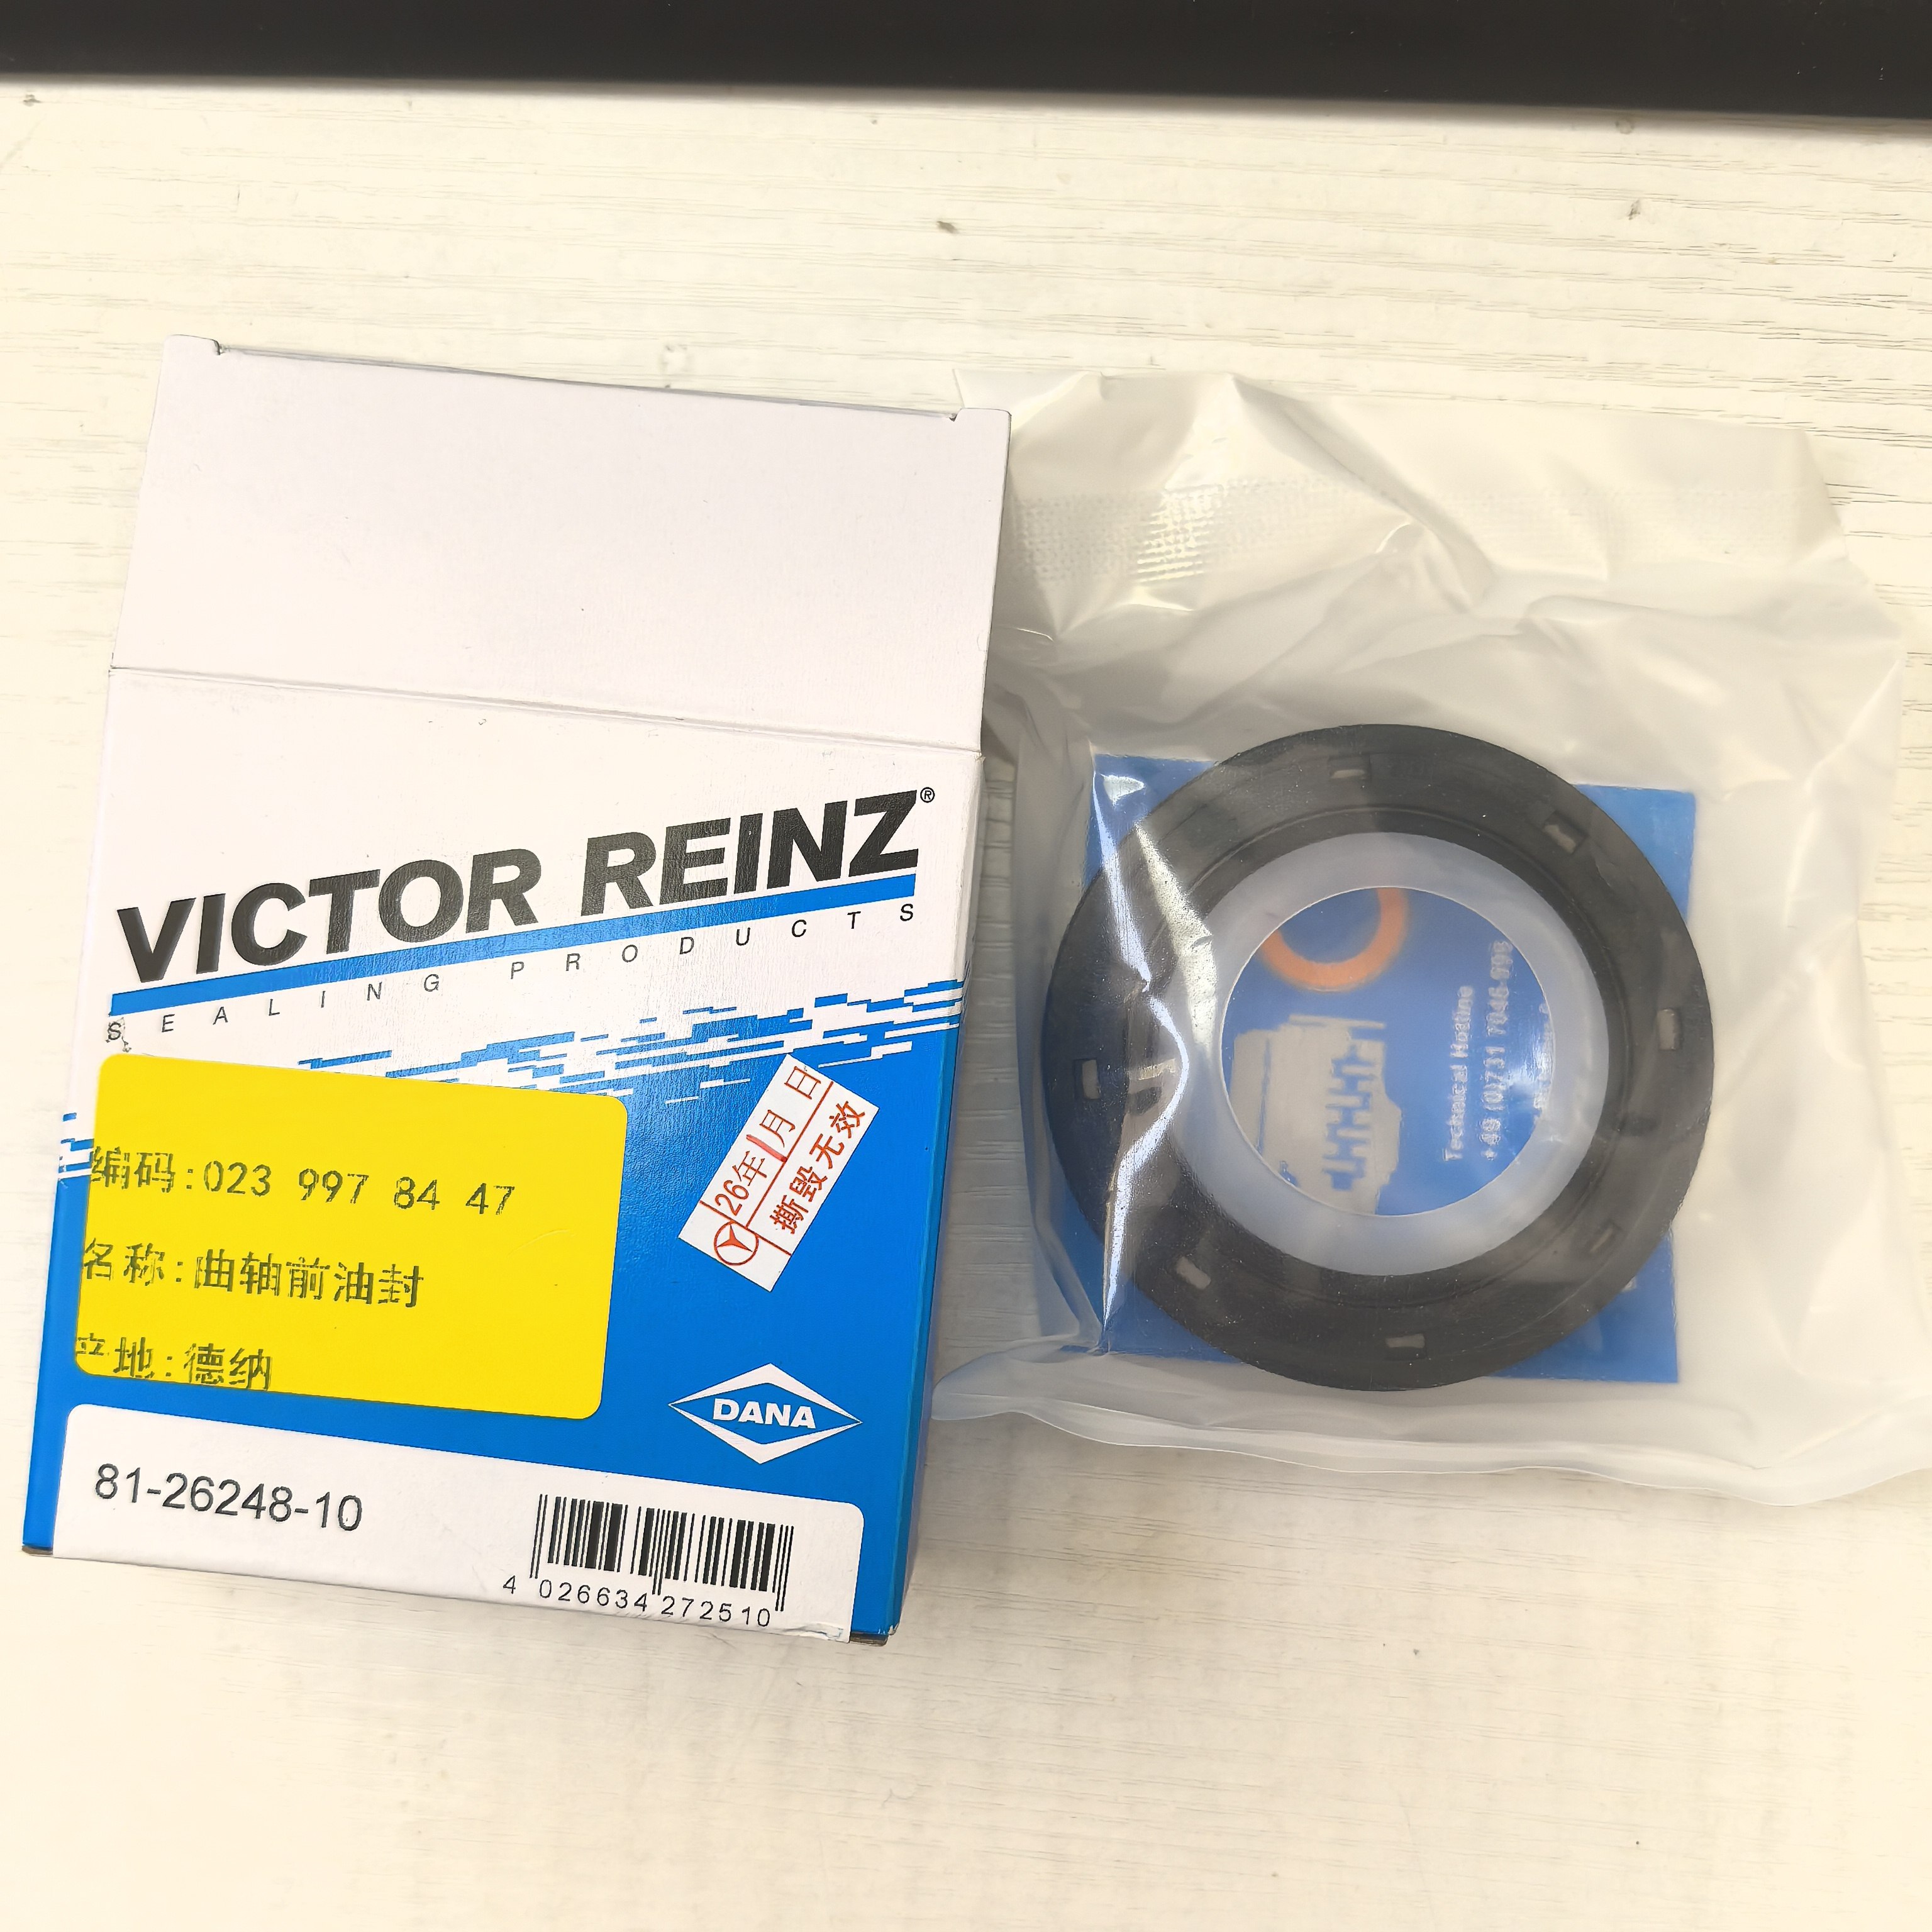 VICTOR REINZ®
SEALING PRODUCTS
编码:023 997 84 47
名称:曲轴前油封
产地:德纳
26年1月 日
撕毁无效
DANA
81-26248-10
4 026634 272510
Technical Hotline